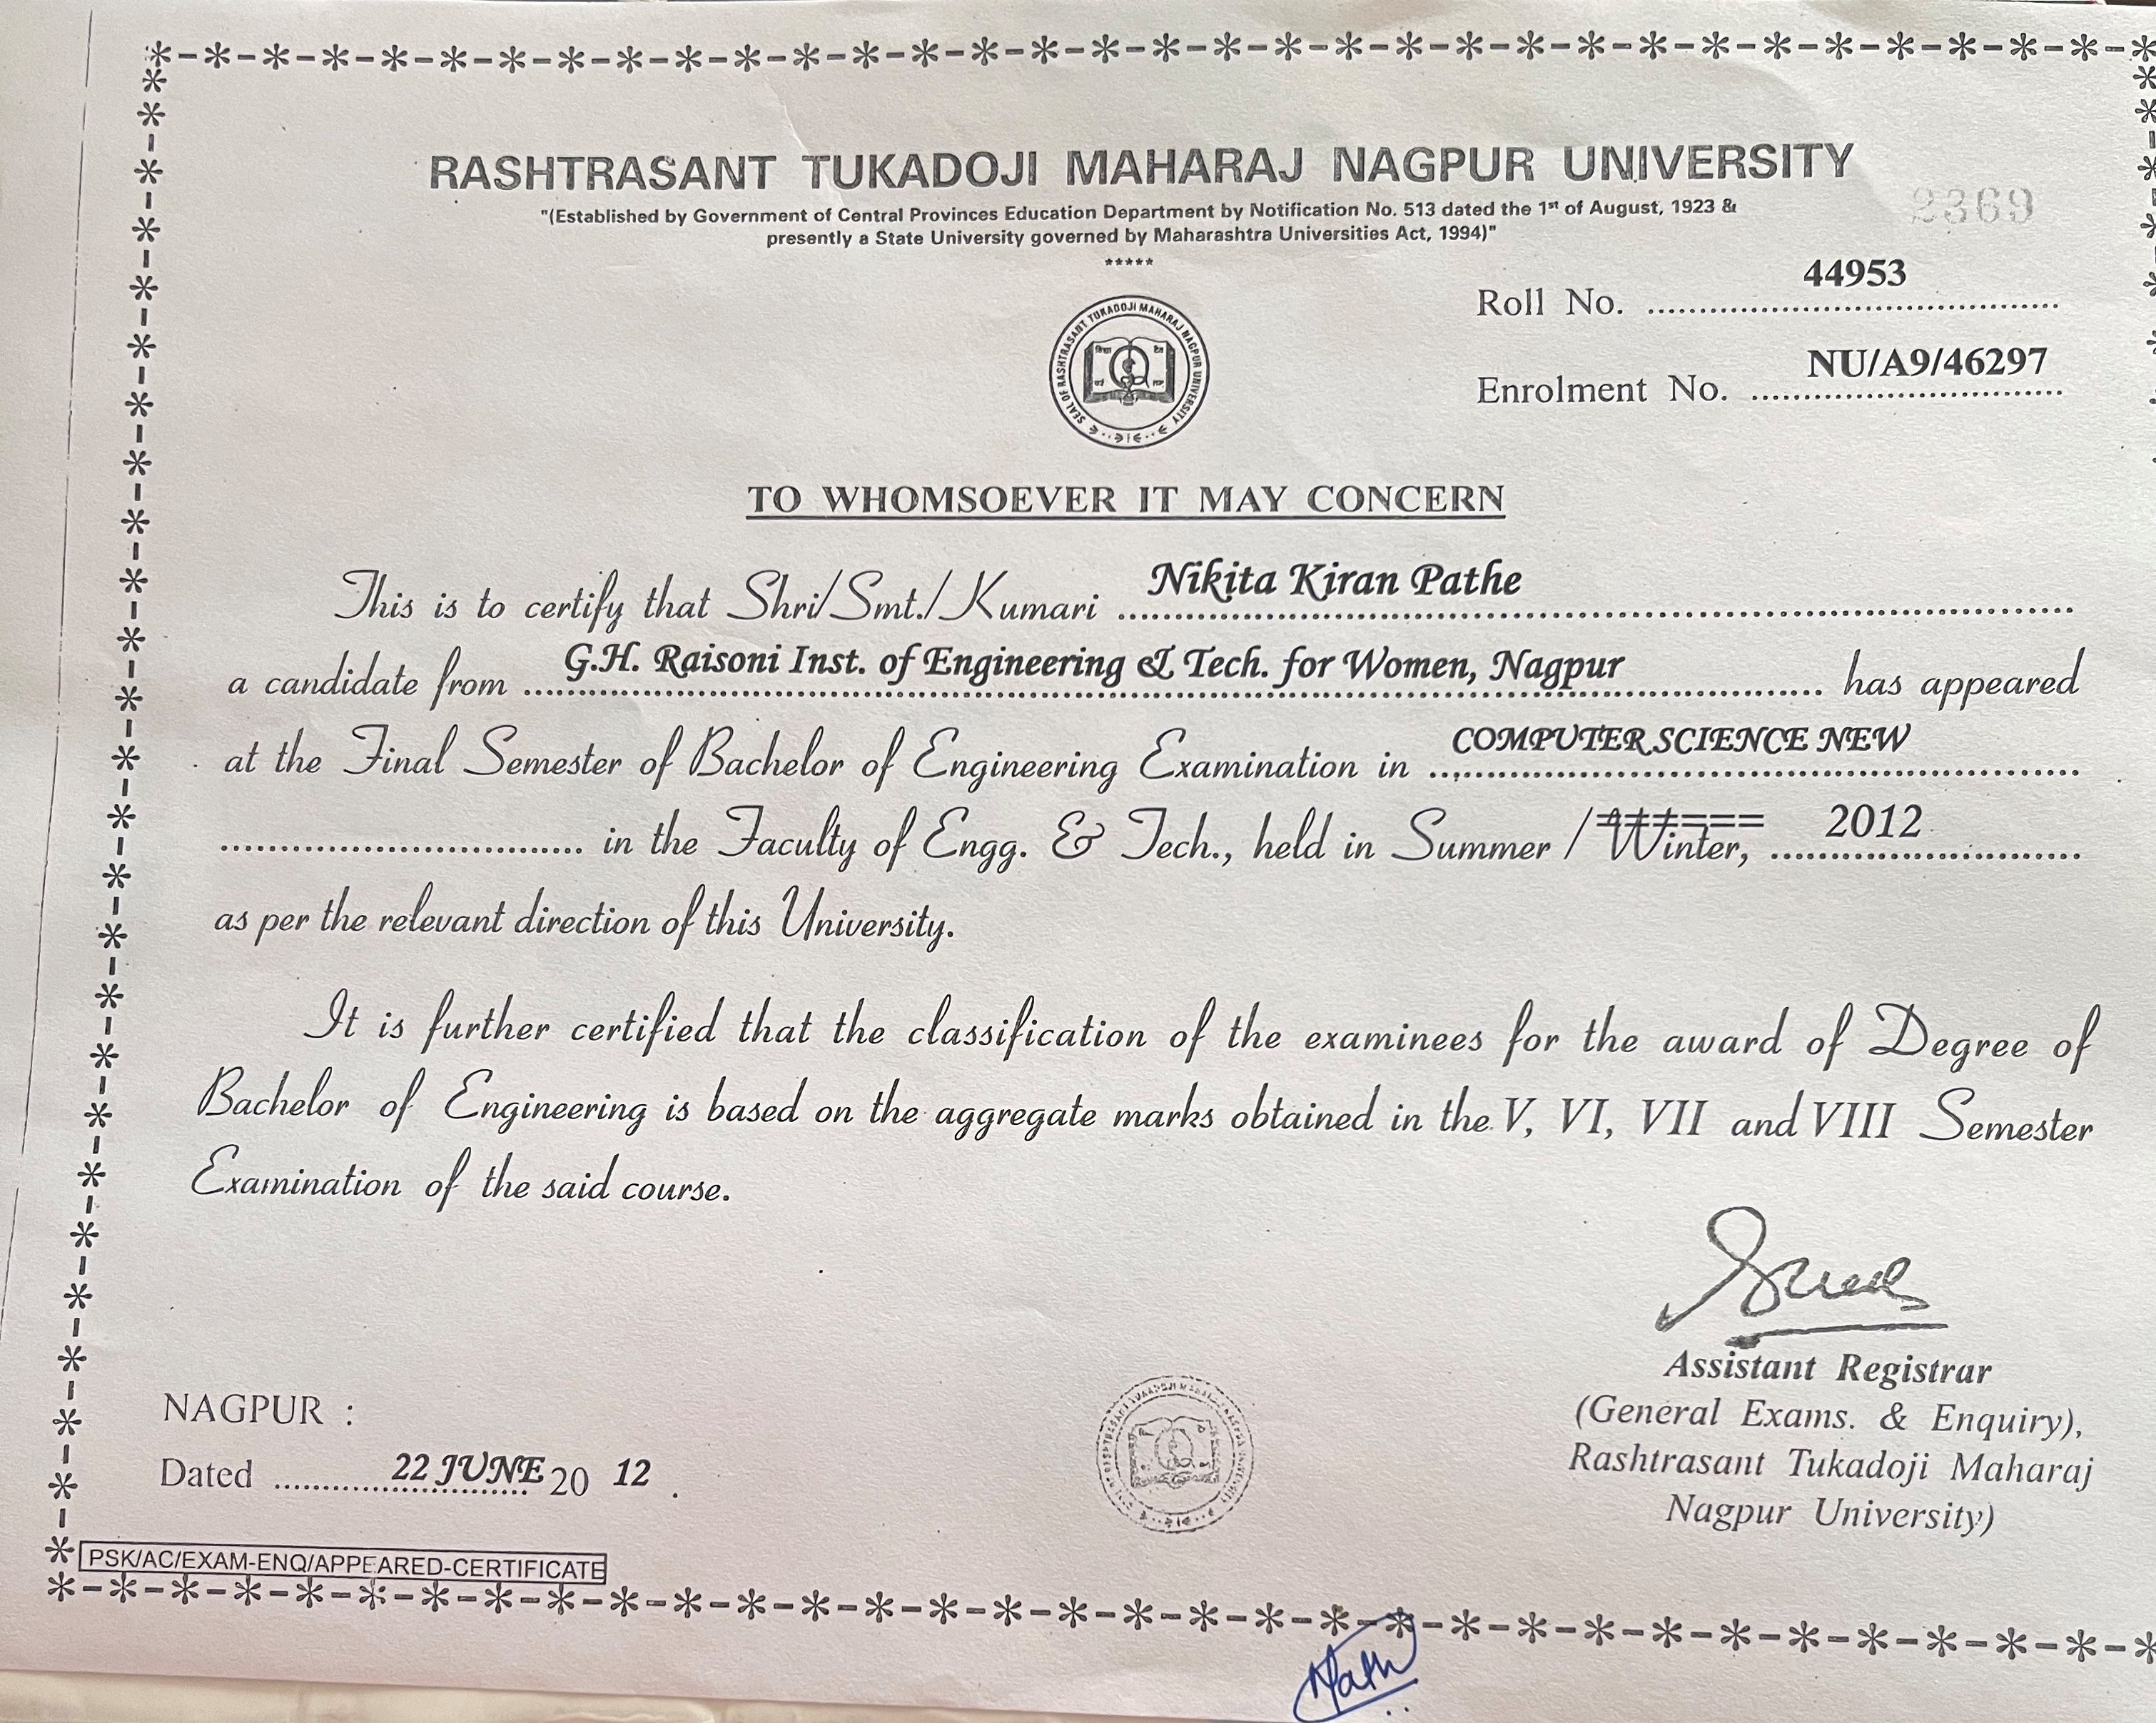 RASHTRASANT TUKADOJI MAHARAJ NAGPUR UNIVERSITY
"(Established by Government of Central Provinces Education Department by Notification No. 513 dated the 1st of August, 1923 &
presently a State University governed by Maharashtra Universities Act, 1994)"
2369
*****
Roll No. 44953
Enrolment No. NU/A9/46297
SEAL OF RASHTRASANT TUKADOJI MAHARAJ NAGPUR UNIVERSITY
TO WHOMSOEVER IT MAY CONCERN
This is to certify that Shri/Smt./Kumari Nikita Kiran Pathe
a candidate from G.H. Raisoni Inst. of Engineering & Tech. for Women, Nagpur has appeared
at the Final Semester of Bachelor of Engineering Examination in COMPUTER SCIENCE NEW
in the Faculty of Engg. & Tech., held in Summer / Winter, 2012
as per the relevant direction of this University.
It is further certified that the classification of the examinees for the award of Degree of
Bachelor of Engineering is based on the aggregate marks obtained in the V, VI, VII and VIII Semester
Examination of the said course.
Assistant Registrar
(General Exams. & Enquiry),
Rashtrasant Tukadoji Maharaj
Nagpur University)
NAGPUR :
Dated 22 JUNE 20 12 .
PSK/AC/EXAM-ENQ/APPEARED-CERTIFICATE